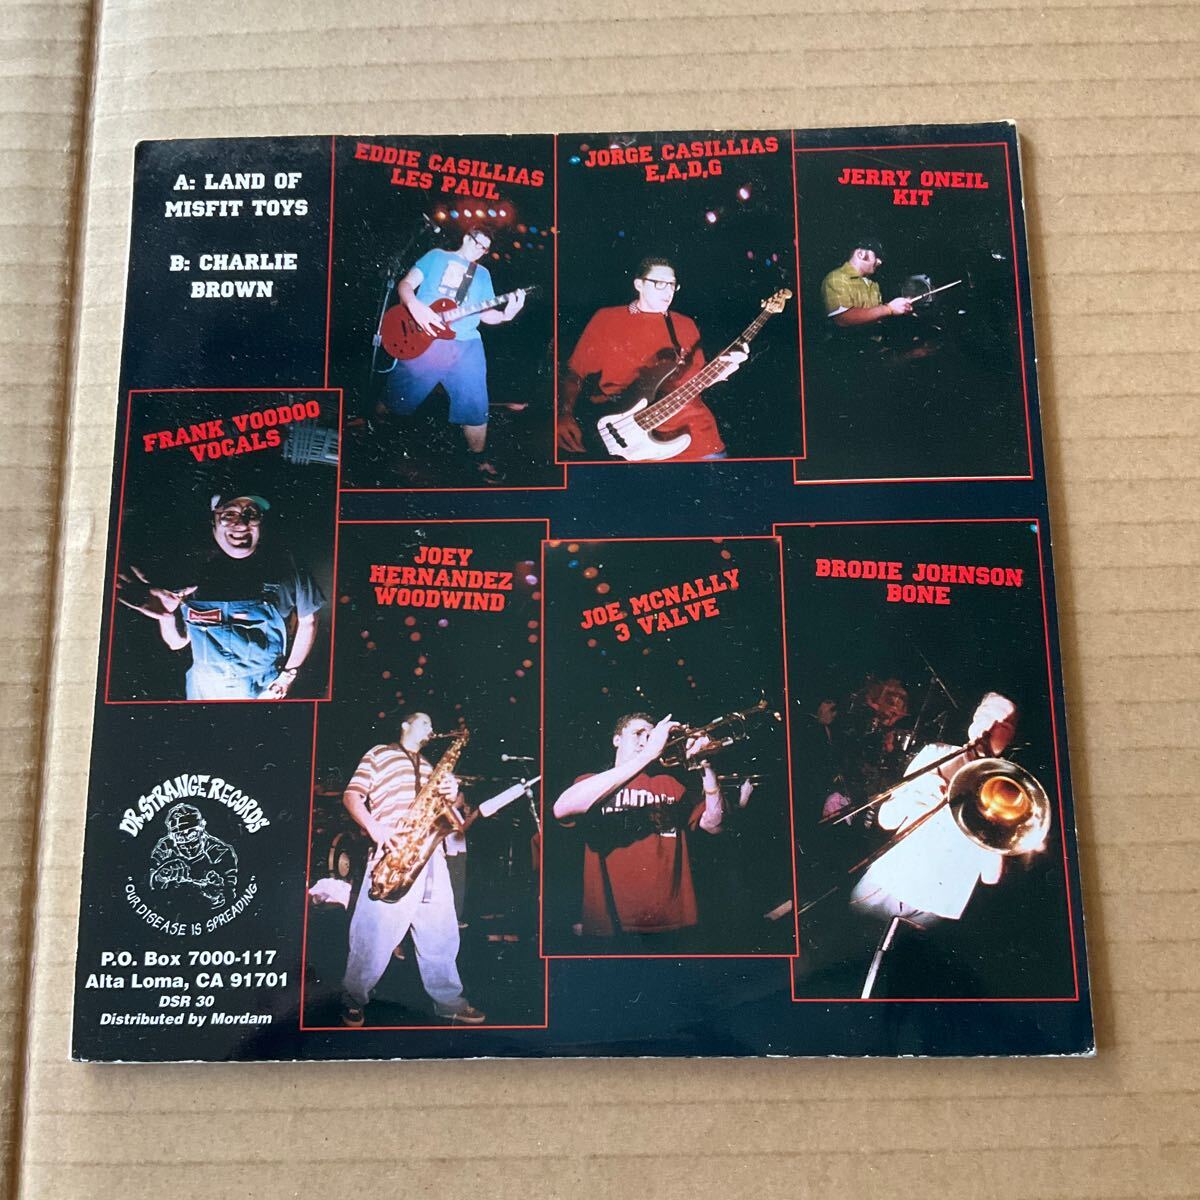 A: LAND OF
MISFIT TOYS
B: CHARLIE
BROWN
EDDIE CASILLIAS
LES PAUL
JORGE CASILLIAS
E,A,D,G
JERRY ONEIL
KIT
FRANK VOODOO
VOCALS
Budweiser
JOEY
HERNANDEZ
WOODWIND
JOE MCNALLY
3 VALVE
BRODIE JOHNSON
BONE
DR. STRANGE RECORDS
"OUR DISEASE IS SPREADING"
P.O. Box 7000-117
Alta Loma, CA 91701
DSR 30
Distributed by Mordam